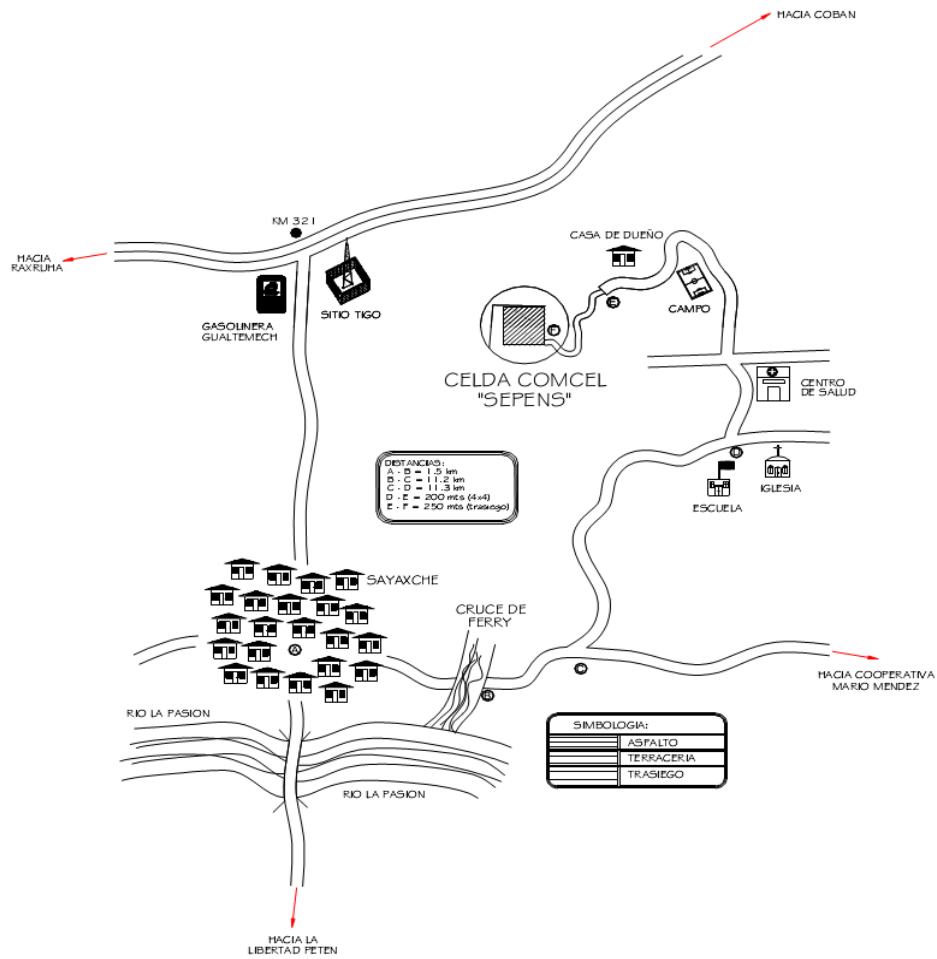 HACIA COBAN
KM 321
HACIA
RAXRUHA
CASA DE DUEÑO
SITIO TIGO
GASOLINERA
GUALTEMECH
CAMPO
E
F
CELDA COMCEL
"SEPENS"
CENTRO
DE SALUD
D
IGLESIA
ESCUELA
DISTANCIAS:
A - B = 1.5 km
B - C = 11.2 km
C - D = 11.3 km
D - E = 200 mts (4x4)
E - F = 250 mts (trasiego)
SAYAXCHE
CRUCE DE
FERRY
A
C
B
HACIA COOPERATIVA
MARIO MENDEZ
RIO LA PASION
SIMBOLOGIA:
ASFALTO
TERRACERIA
TRASIEGO
RIO LA PASION
HACIA LA
LIBERTAD PETEN